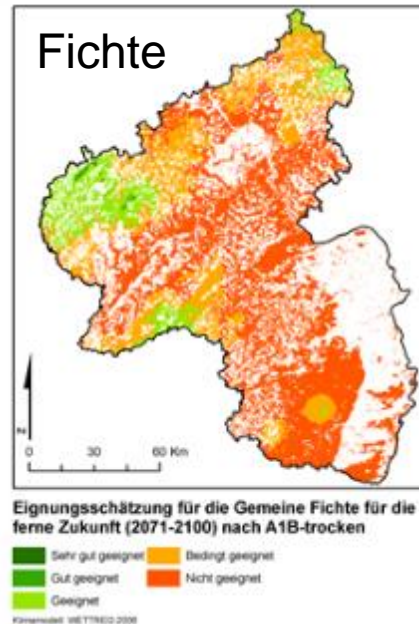 Fichte
N
0 30 60 Km
Eignungsschätzung für die Gemeine Fichte für die
ferne Zukunft (2071-2100) nach A1B-trocken
Sehr gut geeignet Bedingt geeignet
Gut geeignet Nicht geeignet
Geeignet
Klimamodell: WETTREG 2006